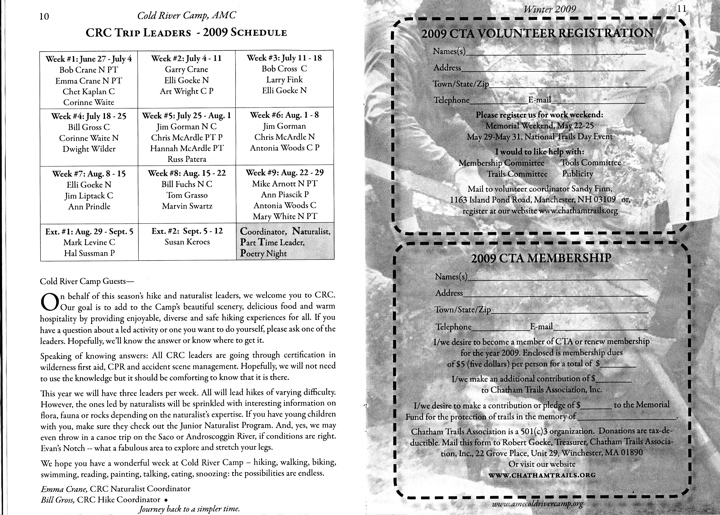 10
Cold River Camp, AMC
CRC Trip Leaders - 2009 Schedule
Week #1: June 27 - July 4
Bob Crane N PT
Emma Crane N PT
Chet Kaplan C
Corinne Waite
Week #2: July 4 - 11
Garry Crane
Elli Goeke N
Art Wright C P
Week #3: July 11 - 18
Bob Cross C
Larry Fink
Elli Goeke N
Week #4: July 18 - 25
Bill Gross C
Corinne Waite N
Dwight Wilder
Week #5: July 25 - Aug. 1
Jim Gorman N C
Chris McArdle PT P
Hannah McArdle PT
Russ Patera
Week #6: Aug. 1 - 8
Jim Gorman
Chris McArdle N
Antonia Woods C P
Week #7: Aug. 8 - 15
Elli Goeke N
Jim Liptack C
Ann Prindle
Week #8: Aug. 15 - 22
Bill Fuchs N C
Tom Grasso
Marvin Swartz
Week #9: Aug. 22 - 29
Mike Arnott N PT
Ann Piascik P
Antonia Woods C
Mary White N PT
Ext. #1: Aug. 29 - Sept. 5
Mark Levine C
Hal Sussman P
Ext. #2: Sept. 5 - 12
Susan Keroes
Coordinator, Naturalist,
Part Time Leader,
Poetry Night
Cold River Camp Guests—
On behalf of this season's hike and naturalist leaders, we welcome you to CRC.
Our goal is to add to the Camp's beautiful scenery, delicious food and warm
hospitality by providing enjoyable, diverse and safe hiking experiences for all. If you
have a question about a led activity or one you want to do yourself, please ask one of the
leaders. Hopefully, we'll know the answer or know where to get it.
Speaking of knowing answers: All CRC leaders are going through certification in
wilderness first aid, CPR and accident scene management. Hopefully, we will not need
to use the knowledge but it should be comforting to know that it is there.
This year we will have three leaders per week. All will lead hikes of varying difficulty.
However, the ones led by naturalists will be sprinkled with interesting information on
flora, fauna or rocks depending on the naturalist's expertise. If you have young children
with you, make sure they check out the Junior Naturalist Program. And, yes, we may
even throw in a canoe trip on the Saco or Androscoggin River, if conditions are right.
Evan's Notch -- what a fabulous area to explore and stretch your legs.
We hope you have a wonderful week at Cold River Camp – hiking, walking, biking,
swimming, reading, painting, talking, eating, snoozing: the possibilities are endless.
Emma Crane, CRC Naturalist Coordinator
Bill Gross, CRC Hike Coordinator ♦
Journey back to a simpler time.
Winter 2009
11
2009 CTA VOLUNTEER REGISTRATION
Names(s)
Address
Town/State/Zip
Telephone E-mail
Please register us for work weekend:
Memorial Weekend, May 22-25
May 29-May 31, National Trails Day Event
I would like help with:
Membership Committee Tools Committee
Trails Committee Publicity
Mail to volunteer coordinator Sandy Finn,
1163 Island Pond Road, Manchester, NH 03109 or,
register at our website www.chathamtrails.org
2009 CTA MEMBERSHIP
Names(s)
Address
Town/State/Zip
Telephone E-mail
I/we desire to become a member of CTA or renew membership
for the year 2009. Enclosed is membership dues
of $5 (five dollars) per person for a total of $
I/we make an additional contribution of $
to Chatham Trails Association, Inc.
I/we desire to make a contribution or pledge of $ to the Memorial
Fund for the protection of trails in the memory of .
Chatham Trails Association is a 501(c)3 organization. Donations are tax-de-
ductible. Mail this form to Robert Goeke, Treasurer, Chatham Trails Associa-
tion, Inc., 22 Grove Place, Unit 29, Winchester, MA 01890
Or visit our website
www.chathamtrails.org
www.amccoldrivercamp.org